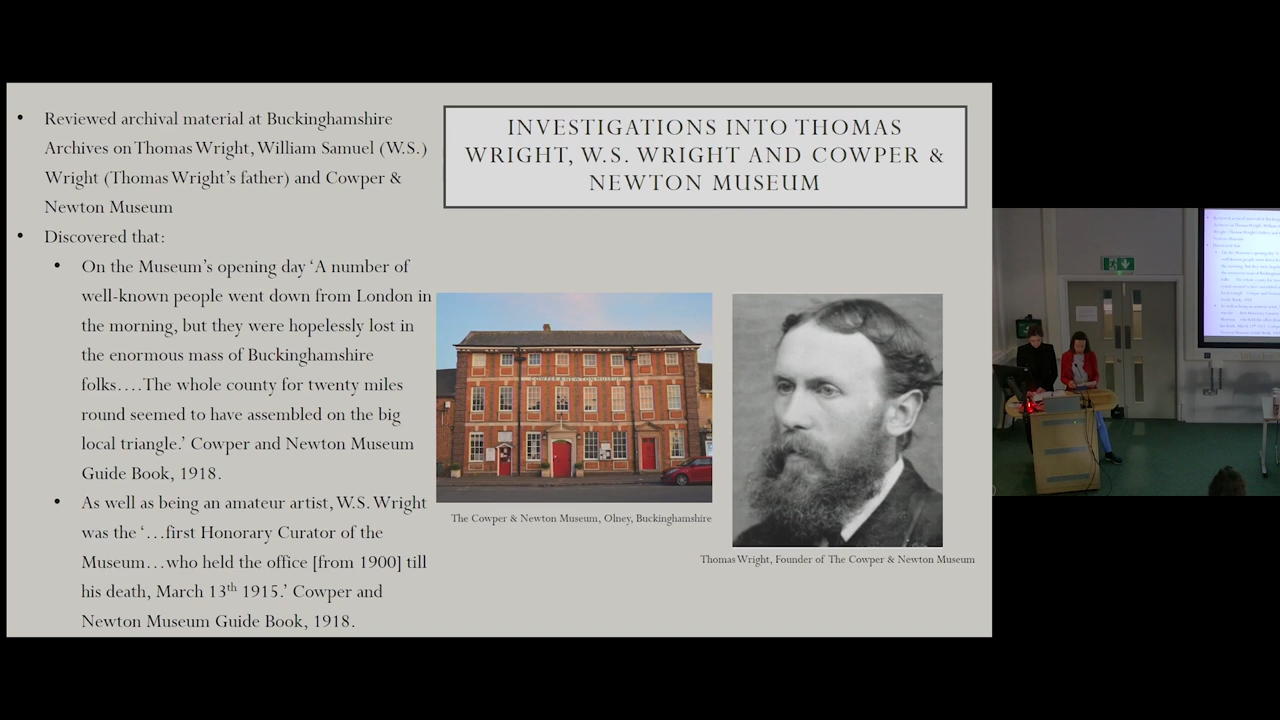 • Reviewed archival material at Buckinghamshire
Archives on Thomas Wright, William Samuel (W.S.)
Wright (Thomas Wright's father) and Cowper &
Newton Museum
• Discovered that:
• On the Museum's opening day ‘A number of
well-known people went down from London in
the morning, but they were hopelessly lost in
the enormous mass of Buckinghamshire
folks….The whole county for twenty miles
round seemed to have assembled on the big
local triangle.’ Cowper and Newton Museum
Guide Book, 1918.
• As well as being an amateur artist, W.S. Wright
was the ‘…first Honorary Curator of the
Museum…who held the office [from 1900] till
his death, March 13th 1915.’ Cowper and
Newton Museum Guide Book, 1918.
INVESTIGATIONS INTO THOMAS
WRIGHT, W.S. WRIGHT AND COWPER &
NEWTON MUSEUM
COWPER & NEWTON MUSEUM
The Cowper & Newton Museum, Olney, Buckinghamshire
Thomas Wright, Founder of The Cowper & Newton Museum